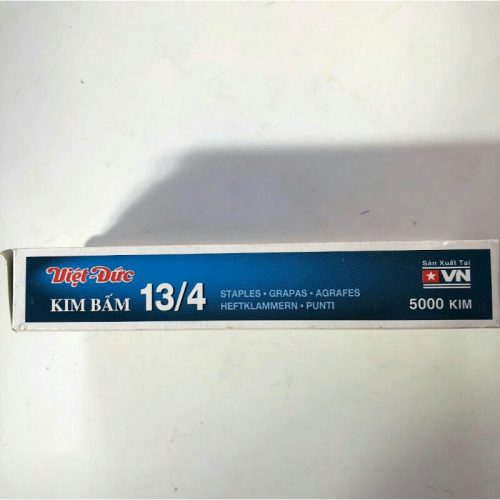 Việt-Đức
KIM BẤM 13/4
STAPLES • GRAPAS • AGRAFES
HEFTKLAMMERN • PUNTI
Sản Xuất Tại
VN
5000 KIM